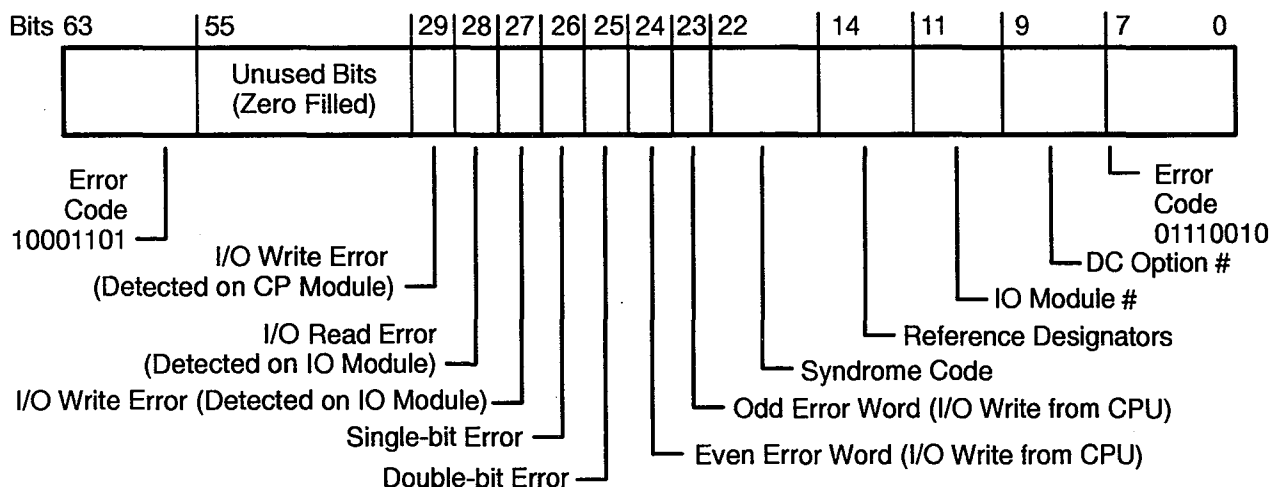 Bits 63 55 29 28 27 26 25 24 23 22 14 11 9 7 0
Unused Bits
(Zero Filled)
Error
Code
10001101
Error
Code
01110010
I/O Write Error
(Detected on CP Module)
DC Option #
IO Module #
I/O Read Error
(Detected on IO Module)
Reference Designators
Syndrome Code
I/O Write Error (Detected on IO Module)
Odd Error Word (I/O Write from CPU)
Single-bit Error
Even Error Word (I/O Write from CPU)
Double-bit Error